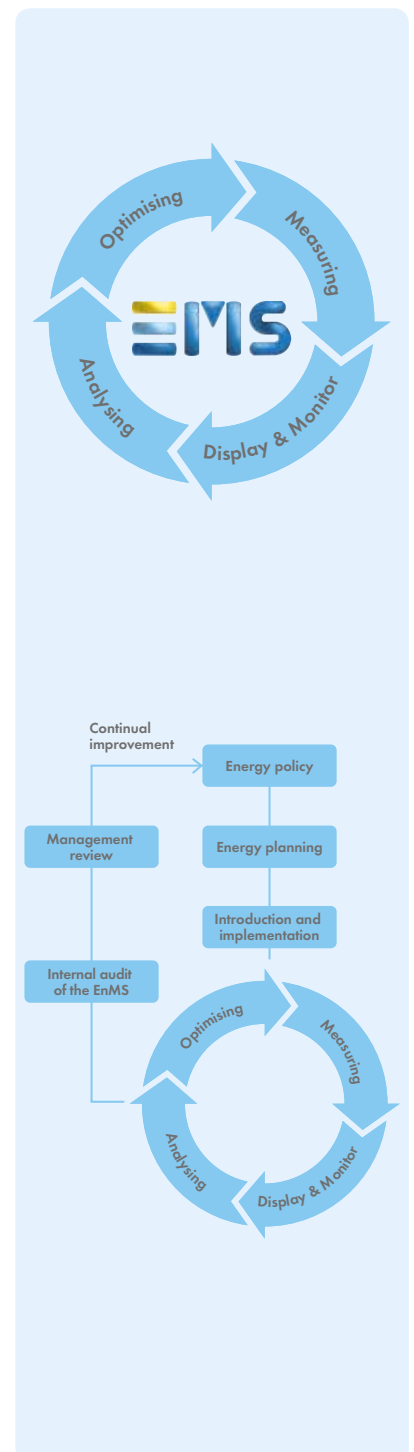 Optimising
Measuring
EMS
Analysing
Display & Monitor
Continual
improvement
Energy policy
Management
review
Energy planning
Introduction and
implementation
Internal audit
of the EnMS
Optimising
Measuring
Analysing
Display & Monitor